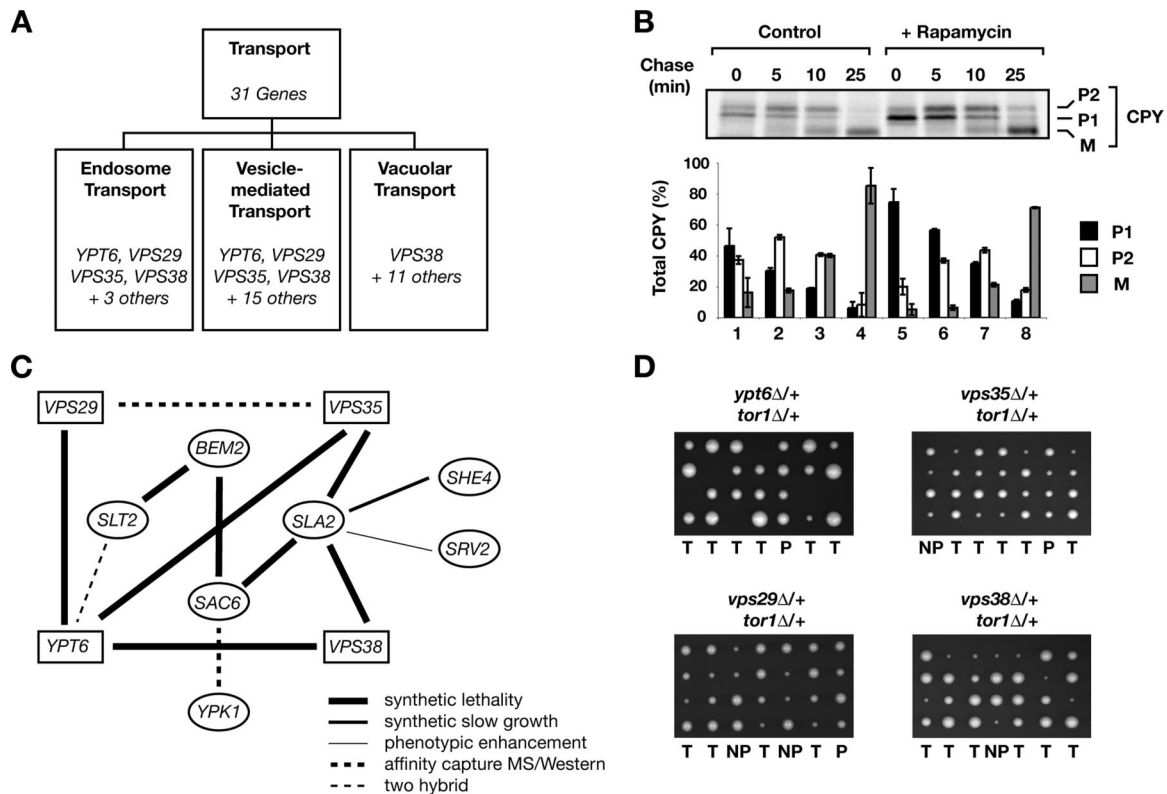 A
Transport
31 Genes
Endosome
Transport
YPT6, VPS29
VPS35, VPS38
+ 3 others
Vesicle-
mediated
Transport
YPT6, VPS29
VPS35, VPS38
+ 15 others
Vacuolar
Transport
VPS38
+ 11 others
B
Control + Rapamycin
Chase (min) 0 5 10 25 0 5 10 25
P2
P1
M
CPY
Total CPY (%)
100
80
60
40
20
0
1 2 3 4 5 6 7 8
P1
P2
M
C
VPS29 VPS35
BEM2
SHE4
SLT2 SLA2
SRV2
SAC6
YPT6 VPS38
YPK1
synthetic lethality
synthetic slow growth
phenotypic enhancement
affinity capture MS/Western
two hybrid
D
ypt6Δ/+
tor1Δ/+
T T T T P T T
vps35Δ/+
tor1Δ/+
NP T T T T P T
vps29Δ/+
tor1Δ/+
T T NP T NP T P
vps38Δ/+
tor1Δ/+
T T T NP T T T